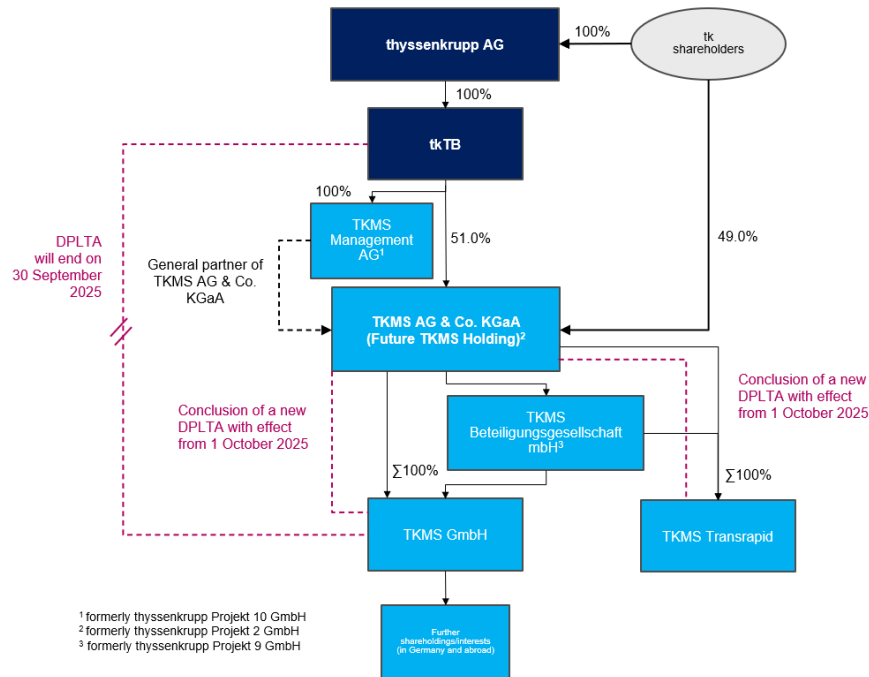 thyssenkrupp AG
100%
tk
shareholders
100%
tkTB
100%
TKMS
Management
AG¹
51.0%
49.0%
DPLTA
will end on
30 September
2025
General partner of
TKMS AG & Co.
KGaA
TKMS AG & Co. KGaA
(Future TKMS Holding)²
Conclusion of a new
DPLTA with effect
from 1 October 2025
TKMS
Beteiligungsgesellschaft
mbH³
Conclusion of a new
DPLTA with effect
from 1 October 2025
∑100%
∑100%
TKMS GmbH
TKMS Transrapid
Further
shareholdings/interests
(in Germany and abroad)
¹ formerly thyssenkrupp Projekt 10 GmbH
² formerly thyssenkrupp Projekt 2 GmbH
³ formerly thyssenkrupp Projekt 9 GmbH